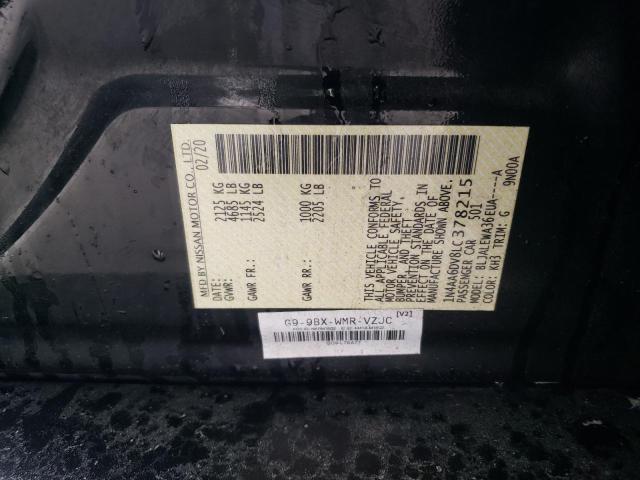 MFD BY NISSAN MOTOR CO., LTD.
02/20
2125 KG
GVWR: 4685 LB
1145 KG
GAWR FR.: 2524 LB
1000 KG
GAWR RR.: 2205 LB
THIS VEHICLE CONFORMS TO
ALL APPLICABLE FEDERAL
MOTOR VEHICLE SAFETY,
BUMPER, AND THEFT
PREVENTION STANDARDS IN
EFFECT ON THE DATE OF
MANUFACTURE SHOWN ABOVE.
1N4AA6DV8LC378215
PASSENGER CAR 501U
MODEL: BLJALEWA36EUA----A
COLOR: KH3 TRIM: G 9N00A
G9-9BX-WMR-VZJC [V2]